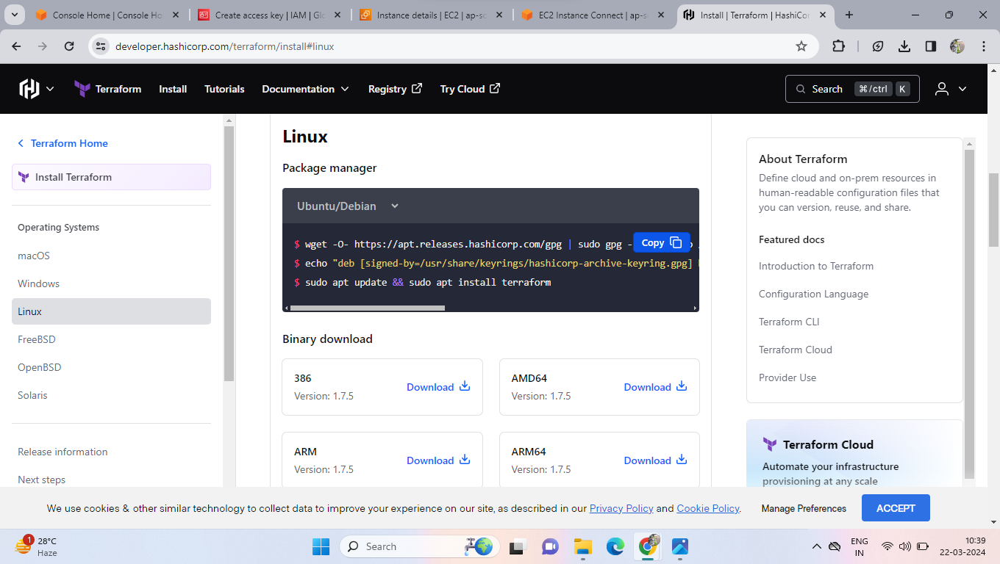 Console Home | Console Ho
Create access key | IAM | Glo
Instance details | EC2 | ap-so
EC2 Instance Connect | ap-s
Install | Terraform | HashiCor
developer.hashicorp.com/terraform/install#linux
Terraform
Install
Tutorials
Documentation
Registry
Try Cloud
Search
⌘/ctrl
K
Terraform Home
Install Terraform
Operating Systems
macOS
Windows
Linux
FreeBSD
OpenBSD
Solaris
Release information
Next steps
Linux
Package manager
Ubuntu/Debian
$ wget -O- https://apt.releases.hashicorp.com/gpg | sudo gpg -
Copy
$ echo "deb [signed-by=/usr/share/keyrings/hashicorp-archive-keyring.gpg]
$ sudo apt update && sudo apt install terraform
Binary download
386
Version: 1.7.5
Download
AMD64
Version: 1.7.5
Download
ARM
Version: 1.7.5
Download
ARM64
Version: 1.7.5
Download
About Terraform
Define cloud and on-prem resources in
human-readable configuration files that
you can version, reuse, and share.
Featured docs
Introduction to Terraform
Configuration Language
Terraform CLI
Terraform Cloud
Provider Use
Terraform Cloud
Automate your infrastructure
provisioning at any scale
We use cookies & other similar technology to collect data to improve your experience on our site, as described in our Privacy Policy and Cookie Policy.
Manage Preferences
ACCEPT
1
28°C
Haze
Search
ENG
IN
10:39
22-03-2024